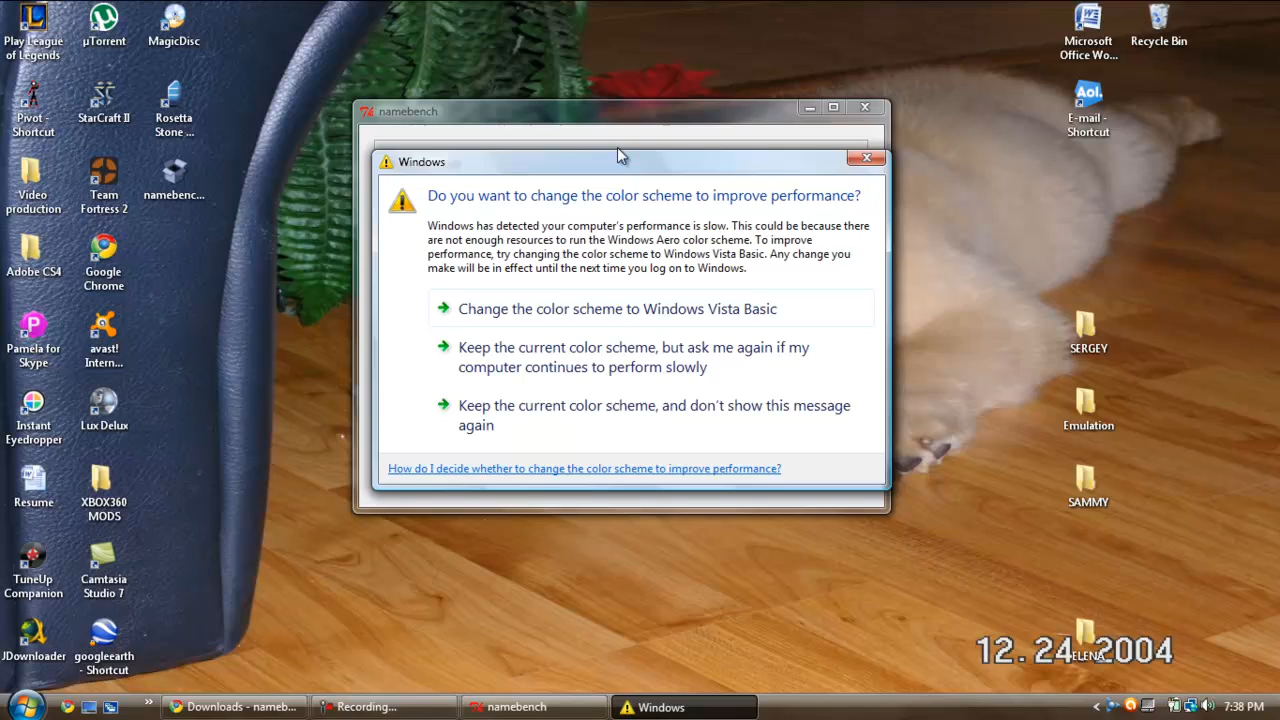 Play League
of Legends
µTorrent
MagicDisc
Pivot -
Shortcut
StarCraft II
Rosetta
Stone ...
Video
production
Team
Fortress 2
namebenc...
Adobe CS4
Google
Chrome
Pamela for
Skype
avast!
Intern...
Instant
Eyedropper
Lux Delux
Resume
XBOX360
MODS
TuneUp
Companion
Camtasia
Studio 7
JDownloader
googleearth
- Shortcut
namebench
Windows
Do you want to change the color scheme to improve performance?
Windows has detected your computer's performance is slow. This could be because there
are not enough resources to run the Windows Aero color scheme. To improve
performance, try changing the color scheme to Windows Vista Basic. Any change you
make will be in effect until the next time you log on to Windows.
Change the color scheme to Windows Vista Basic
Keep the current color scheme, but ask me again if my
computer continues to perform slowly
Keep the current color scheme, and don't show this message
again
How do I decide whether to change the color scheme to improve performance?
Microsoft
Office Wo...
Recycle Bin
Aol.
E-mail -
Shortcut
SERGEY
Emulation
SAMMY
ELENA
12.24.2004
Downloads - nameb...
Recording...
namebench
Windows
7:38 PM